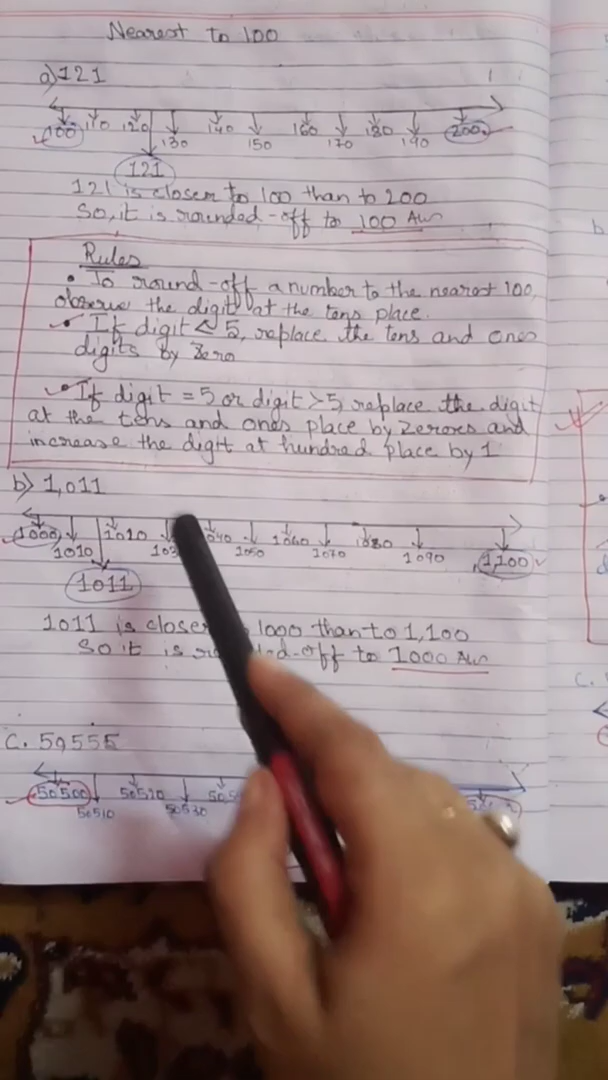 Nearest to 100
a) 121
100 110 120 130 140 150 160 170 180 190 200
121
121 is closer to 100 than to 200
So, it is rounded-off to 100 Ans
Rules
• To round-off a number to the nearest 100,
observe the digit at the tens place.
• If digit < 5, replace the tens and ones
digits by Zero
• If digit = 5 or digit > 5, replace the digit
at the tens and ones place by Zeroes and
increase the digit at hundred place by 1
b) 1,011
1000 1010 1020 1040 1050 1060 1070 1080 1090 1,100
1011
1011 is closer 1000 than to 1,100
So it is off to 1000 Ans
C. 50555
50500 50510 50520 50530